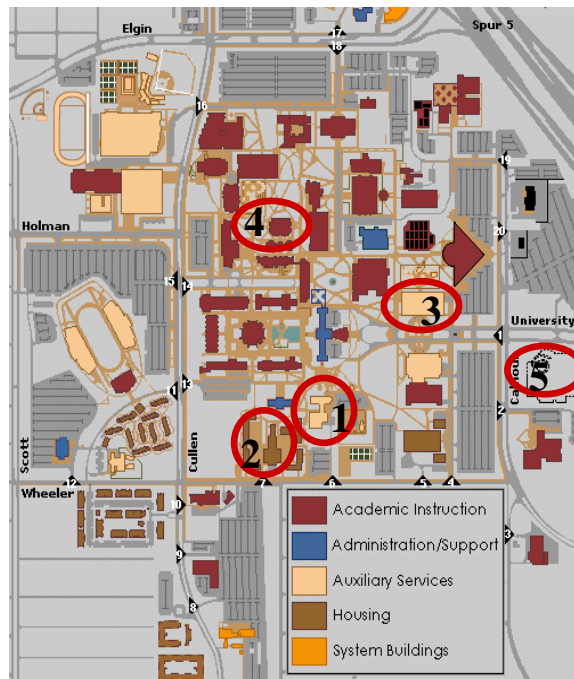 Elgin
Spur 5
17
18
16
19
4
Holman
20
15
14
3
University
1
5
Calhoun
13
11
2
1
2
Scott
Cullen
12
7
6
5
4
Wheeler
10
3
9
8
Academic Instruction
Administration/Support
Auxiliary Services
Housing
System Buildings